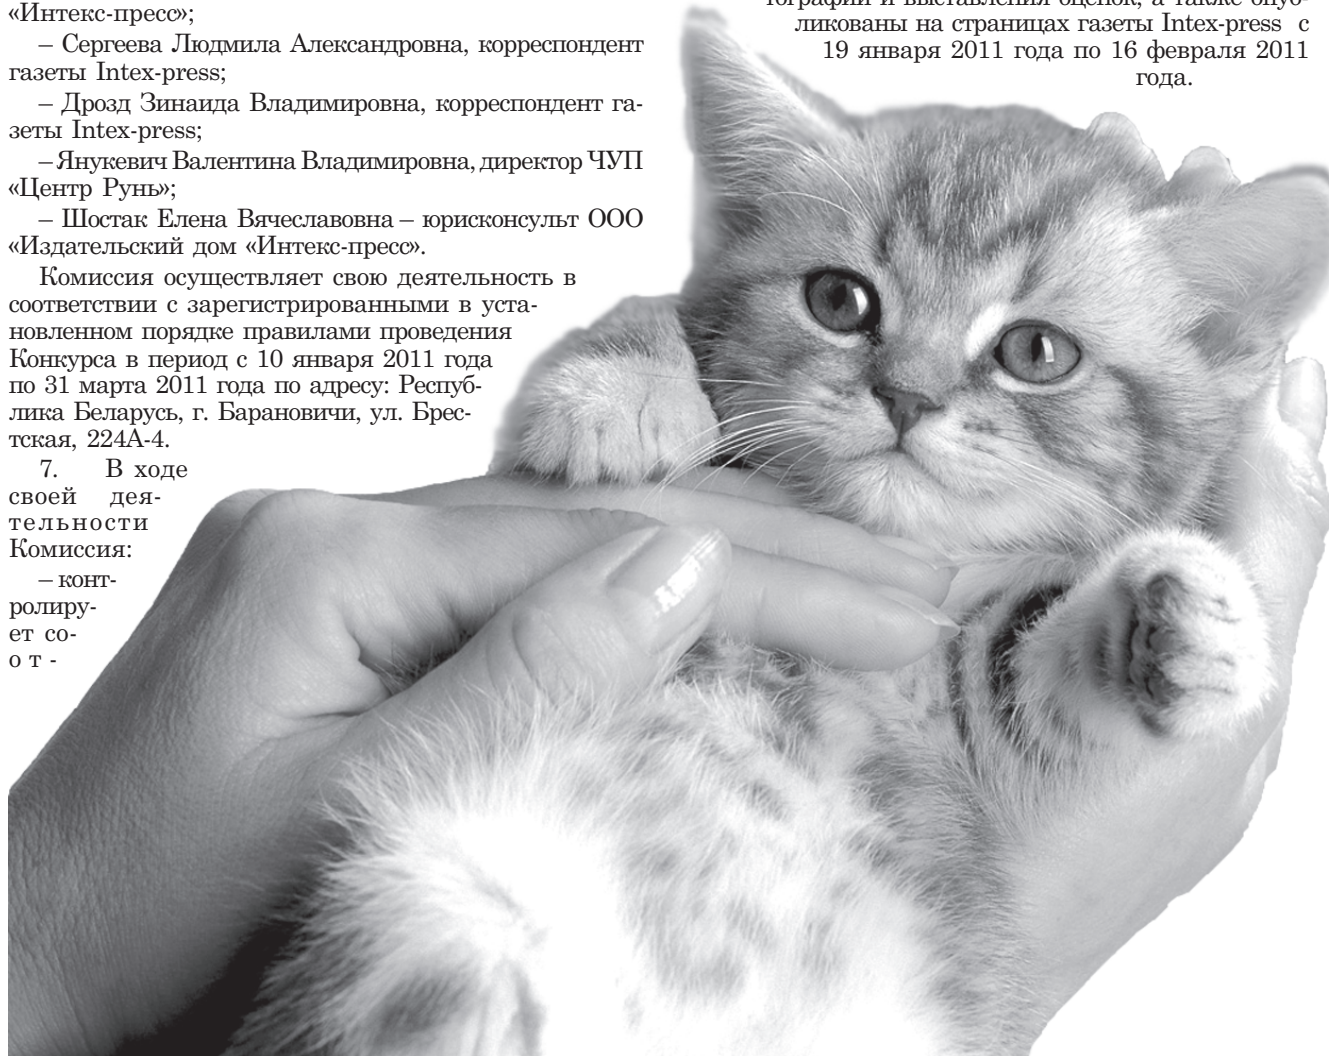 «Интекс-пресс»;
– Сергеева Людмила Александровна, корреспондент
газеты Intex-press;
– Дрозд Зинаида Владимировна, корреспондент га-
зеты Intex-press;
– Янукевич Валентина Владимировна, директор ЧУП
«Центр Рунь»;
– Шостак Елена Вячеславовна – юрисконсульт ООО
«Издательский дом «Интекс-пресс».
Комиссия осуществляет свою деятельность в
соответствии с зарегистрированными в уста-
новленном порядке правилами проведения
Конкурса в период с 10 января 2011 года
по 31 марта 2011 года по адресу: Респуб-
лика Беларусь, г. Барановичи, ул. Брес-
тская, 224А-4.
7. В ходе
своей дея-
тельности
Комиссия:
– конт-
ролиру-
ет со-
от-
тографии и выставления оценок, а также опуб-
ликованы на страницах газеты Intex-press с
19 января 2011 года по 16 февраля 2011
года.